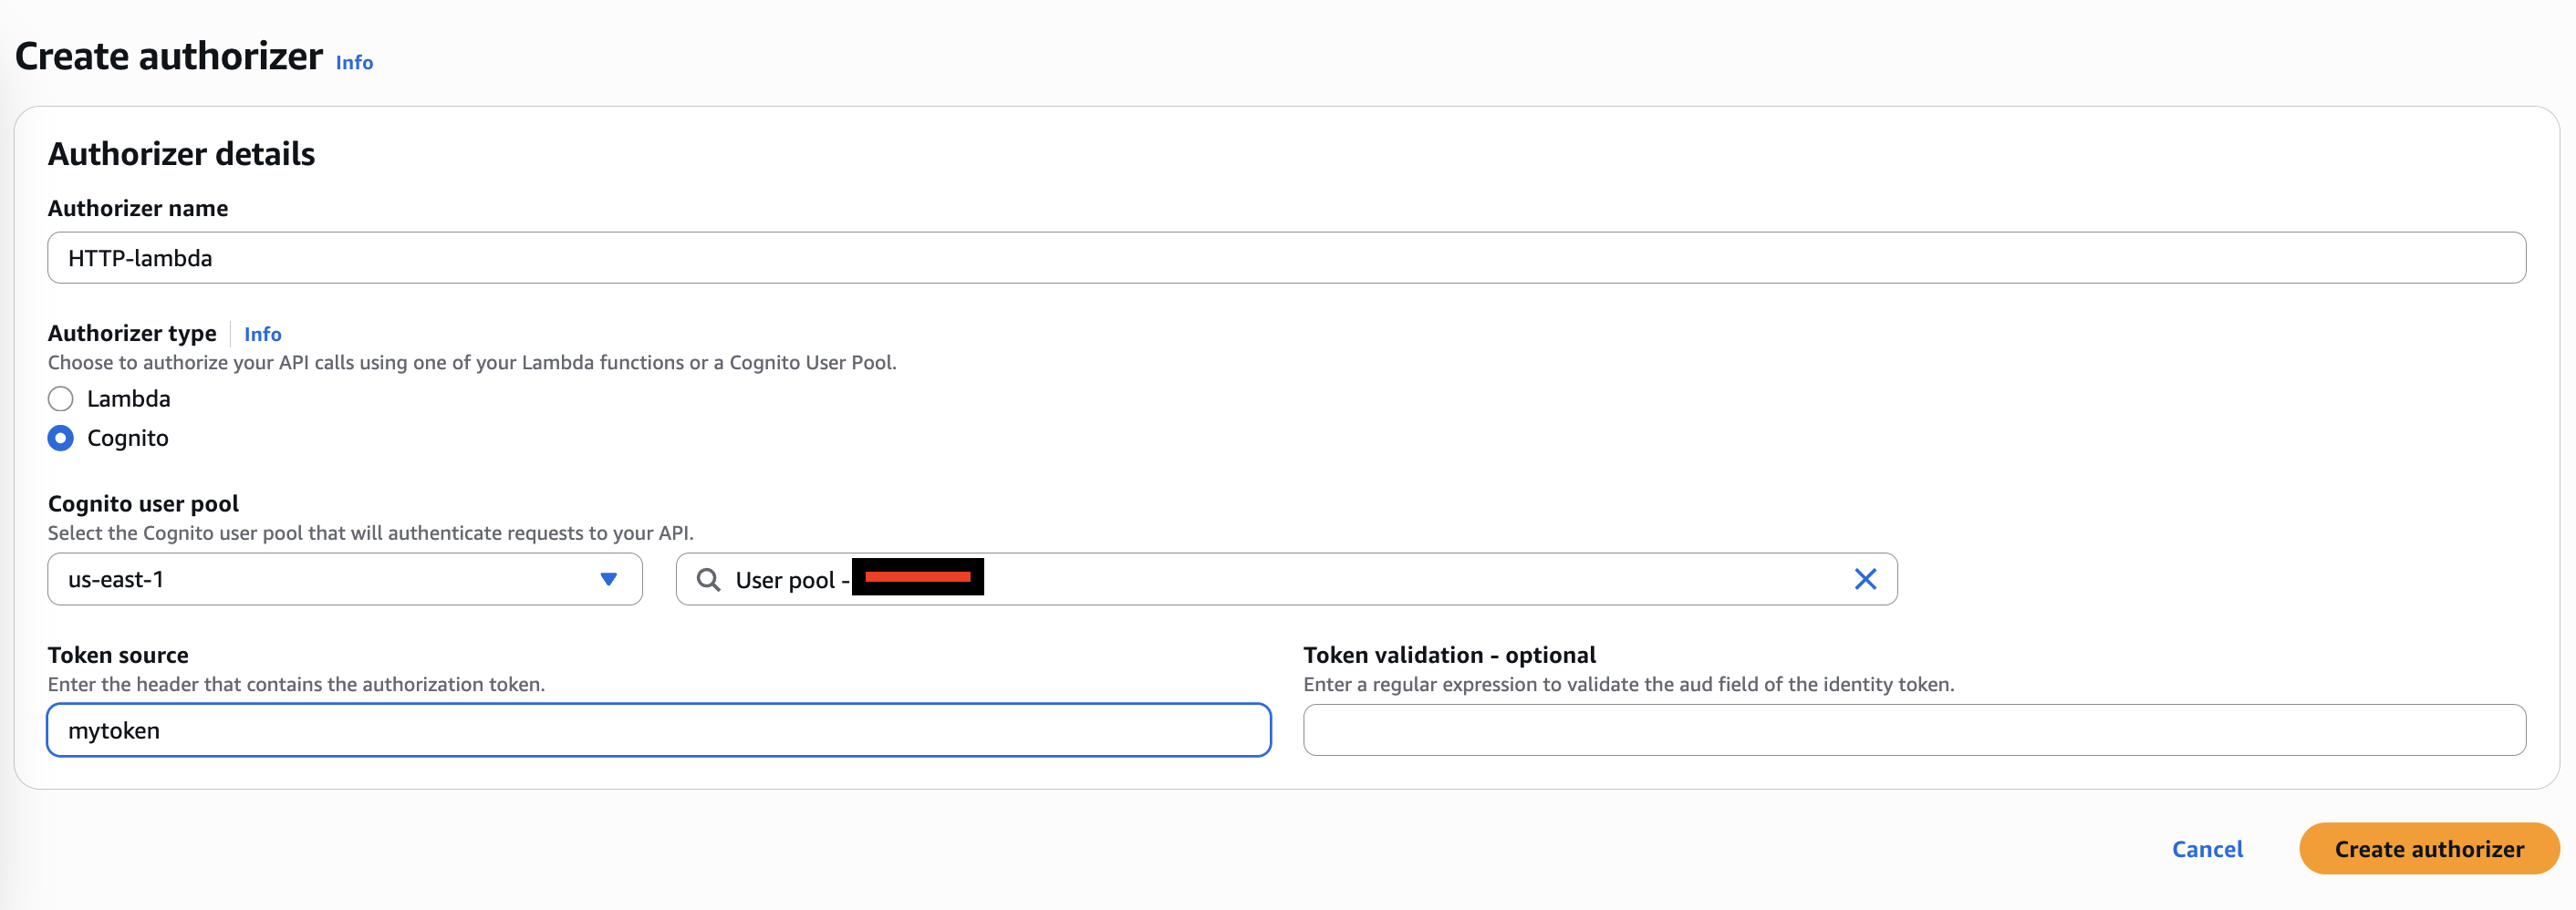 Create authorizer Info
Authorizer details
Authorizer name
HTTP-lambda
Authorizer type Info
Choose to authorize your API calls using one of your Lambda functions or a Cognito User Pool.
Lambda
Cognito
Cognito user pool
Select the Cognito user pool that will authenticate requests to your API.
us-east-1 User pool -
Token source Token validation - optional
Enter the header that contains the authorization token. Enter a regular expression to validate the aud field of the identity token.
mytoken
Cancel Create authorizer